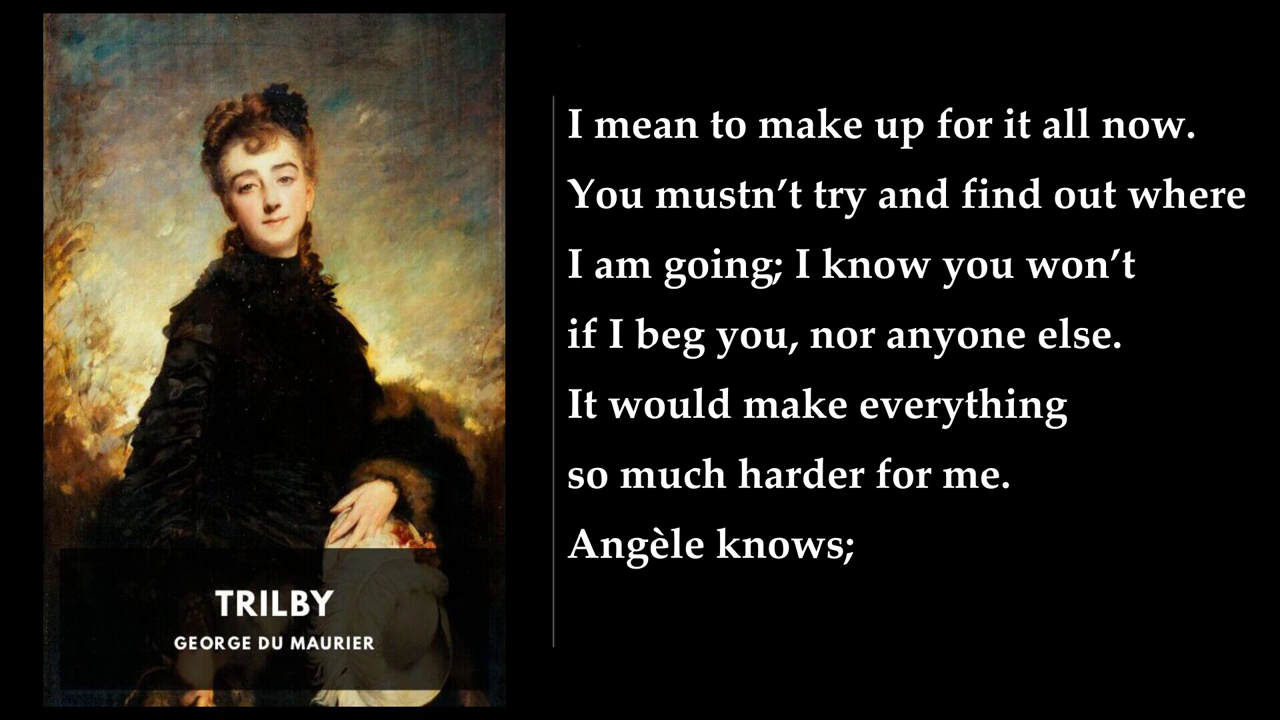 TRILBY
GEORGE DU MAURIER
I mean to make up for it all now.
You mustn’t try and find out where
I am going; I know you won’t
if I beg you, nor anyone else.
It would make everything
so much harder for me.
Angèle knows;